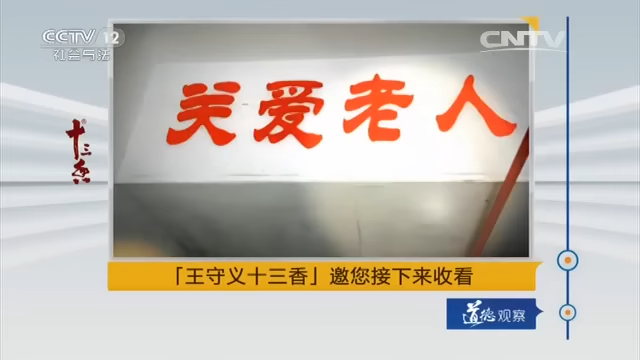 CCTV 12
社会与法
CNTV
关爱老人
十三香
「王守义十三香」邀您接下来收看
道德观察